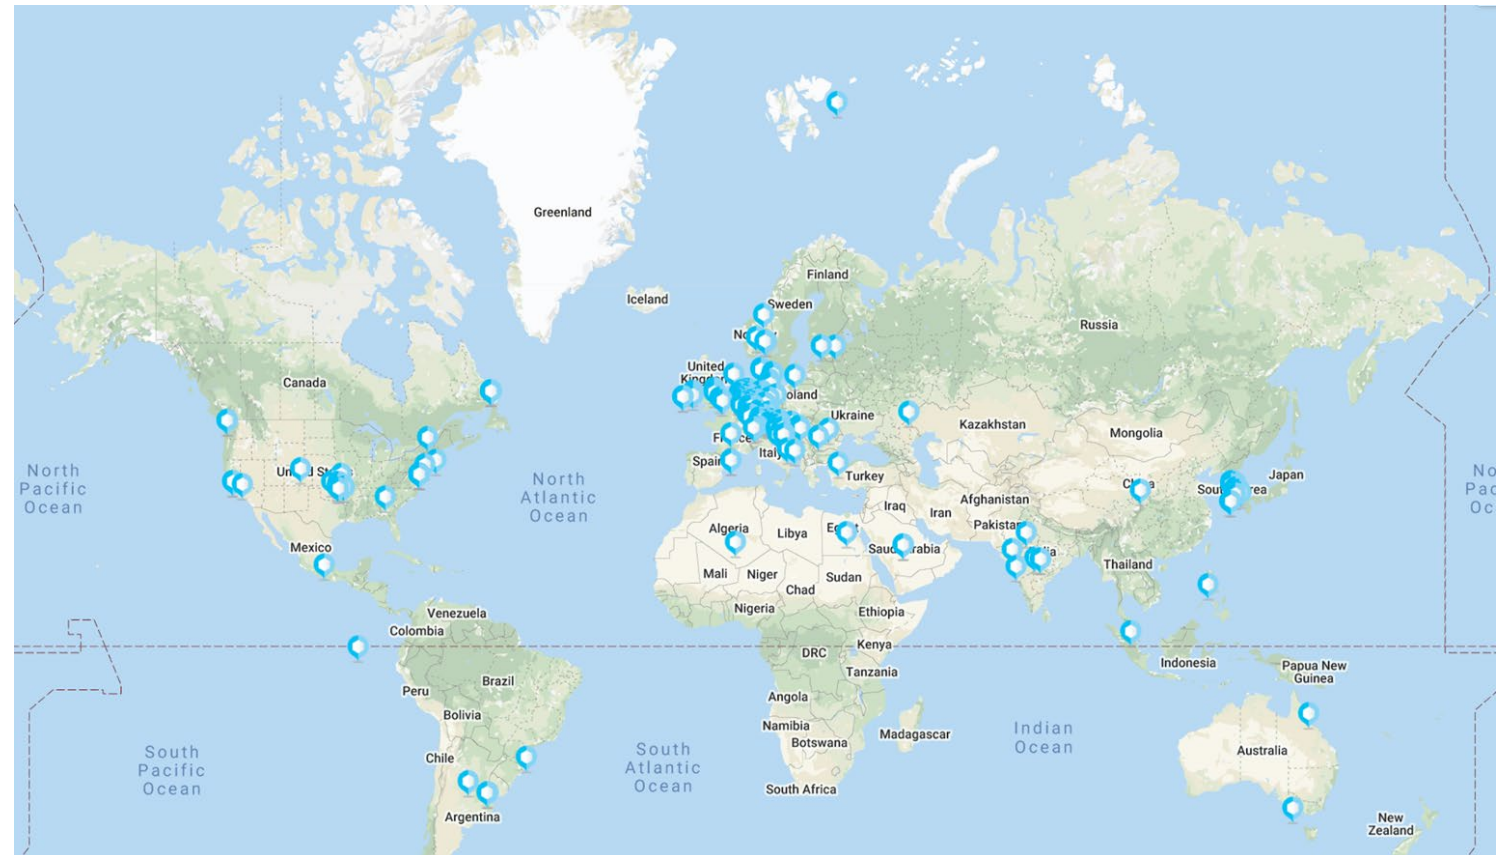 Greenland
Finland
Iceland
Sweden
Russia
United
Canada
Ukraine
Kazakhstan
Mongolia
North
Pacific
Ocean
North
Atlantic
Ocean
Spain
Italy
Turkey
Japan
Afghanistan
Iraq
Iran
Algeria
Libya
Mexico
Mali
Niger
Chad
Sudan
Thailand
Venezuela
Nigeria
Ethiopia
Colombia
DRC
Kenya
Tanzania
Indonesia
Papua New
Guinea
Peru
Brazil
Angola
Bolivia
Namibia
Botswana
Madagascar
Indian
Ocean
Australia
South
Pacific
Ocean
Chile
South
Atlantic
Ocean
South Africa
Argentina
New
Zealand